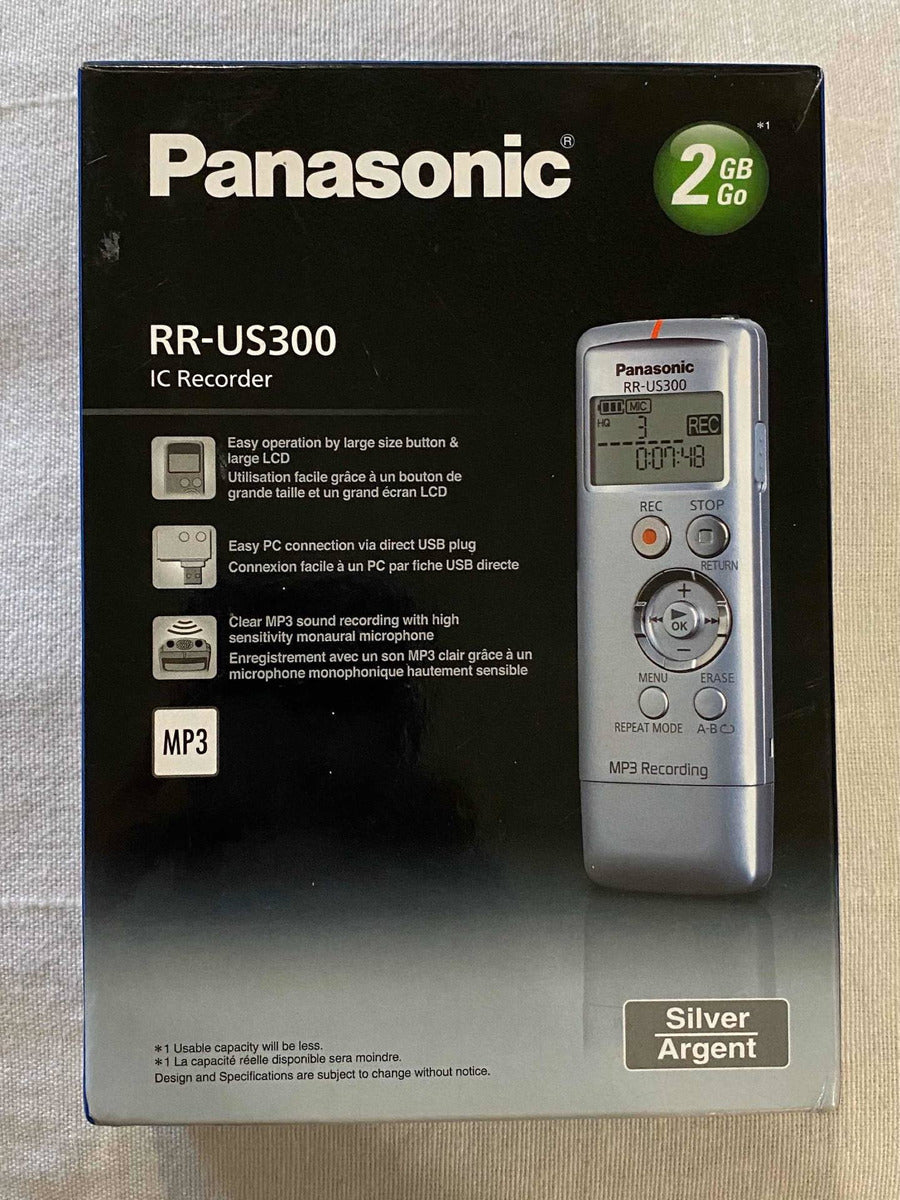 Panasonic®
*1
2 GB
Go
RR-US300
IC Recorder
Easy operation by large size button &
large LCD
Utilisation facile grâce à un bouton de
grande taille et un grand écran LCD
Easy PC connection via direct USB plug
Connexion facile à un PC par fiche USB directe
Clear MP3 sound recording with high
sensitivity monaural microphone
Enregistrement avec un son MP3 clair grâce à un
microphone monophonique hautement sensible
MP3
Panasonic
RR-US300
MIC
HQ 3 REC
0:07:48
REC STOP
RETURN
+
OK
−
MENU ERASE
REPEAT MODE A-B
MP3 Recording
Silver
Argent
*1 Usable capacity will be less.
*1 La capacité réelle disponible sera moindre.
Design and Specifications are subject to change without notice.